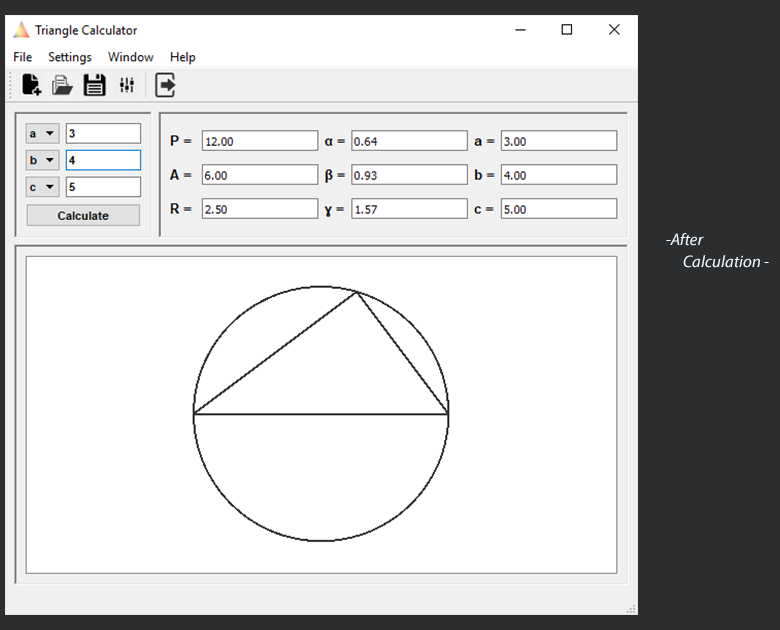 Triangle Calculator
File Settings Window Help
a 3
b 4
c 5
Calculate
P = 12.00 α = 0.64 a = 3.00
A = 6.00 β = 0.93 b = 4.00
R = 2.50 γ = 1.57 c = 5.00
-After
Calculation -